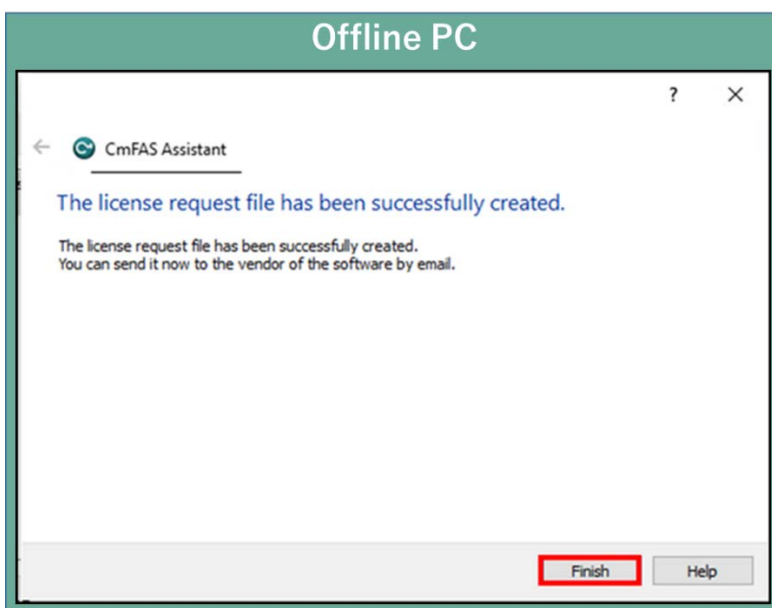 Offline PC
?
CmFAS Assistant
The license request file has been successfully created.
The license request file has been successfully created.
You can send it now to the vendor of the software by email.
Finish
Help